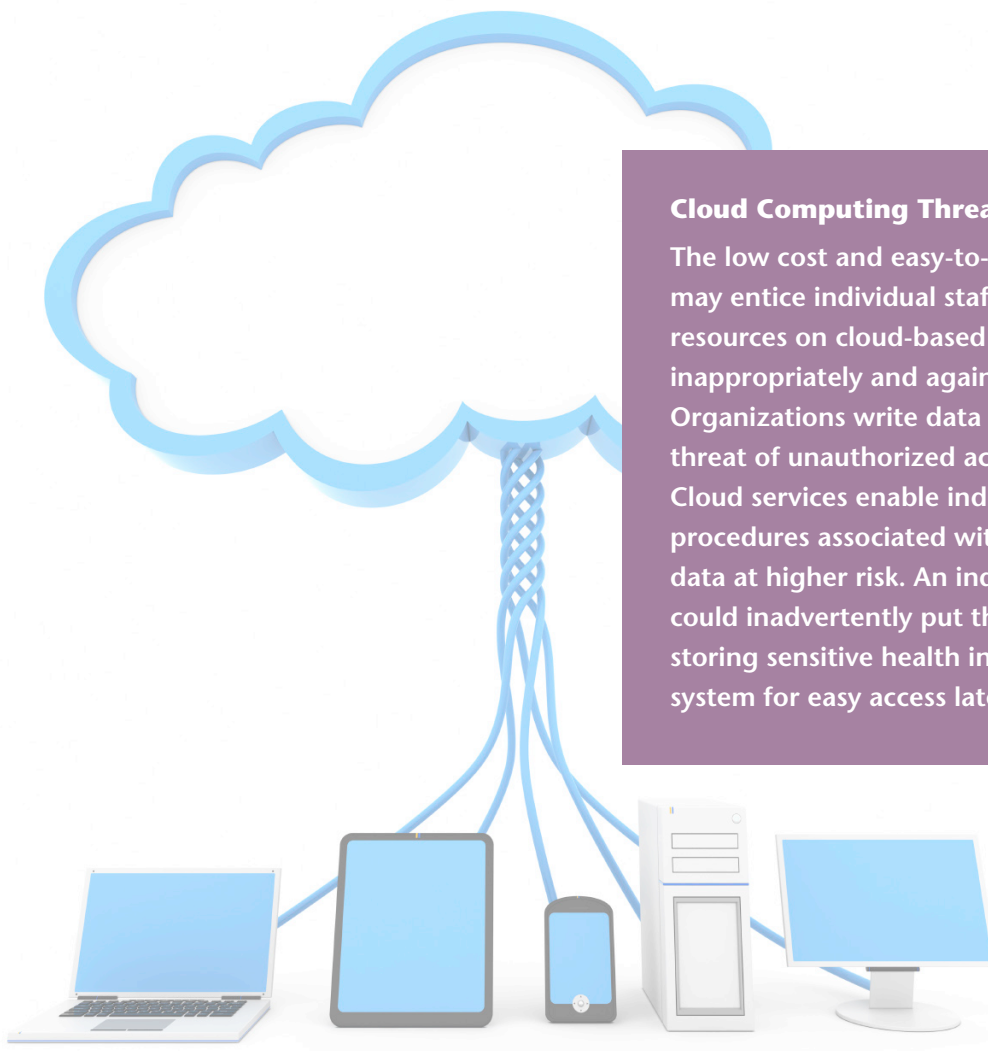 Cloud Computing Threa
The low cost and easy-to-
may entice individual staf
resources on cloud-based
inappropriately and again
Organizations write data
threat of unauthorized ac
Cloud services enable ind
procedures associated wit
data at higher risk. An ind
could inadvertently put th
storing sensitive health in
system for easy access late